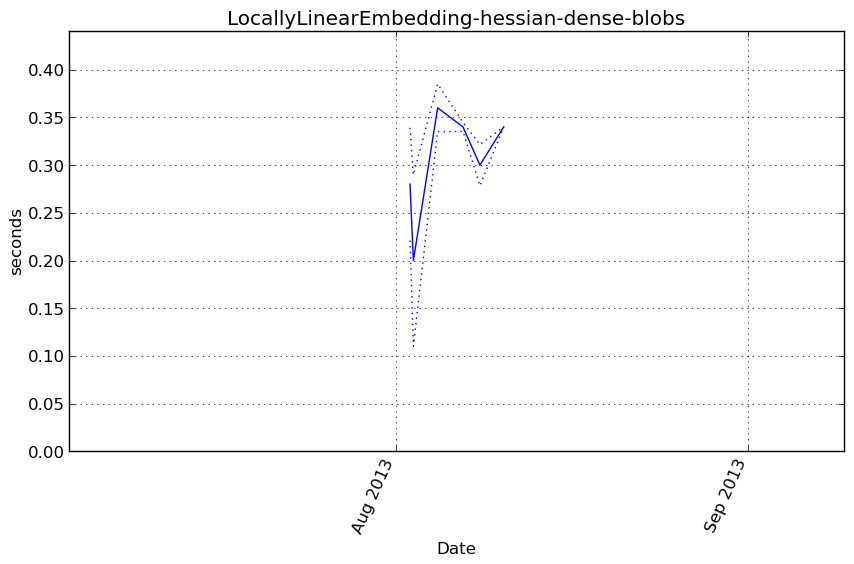 LocallyLinearEmbedding-hessian-dense-blobs
0.40
0.35
0.30
0.25
0.20
0.15
0.10
0.05
0.00
seconds
Aug 2013
Sep 2013
Date